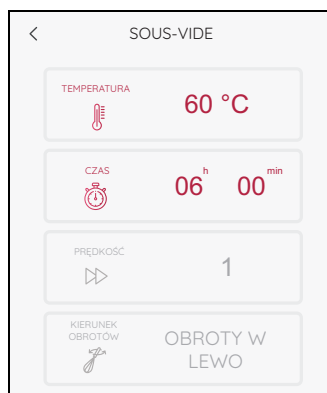 SOUS-VIDE
TEMPERATURA
60 °C
CZAS
06 h 00 min
PRĘDKOŚĆ
1
KIERUNEK
OBROTÓW
OBROTY W
LEWO